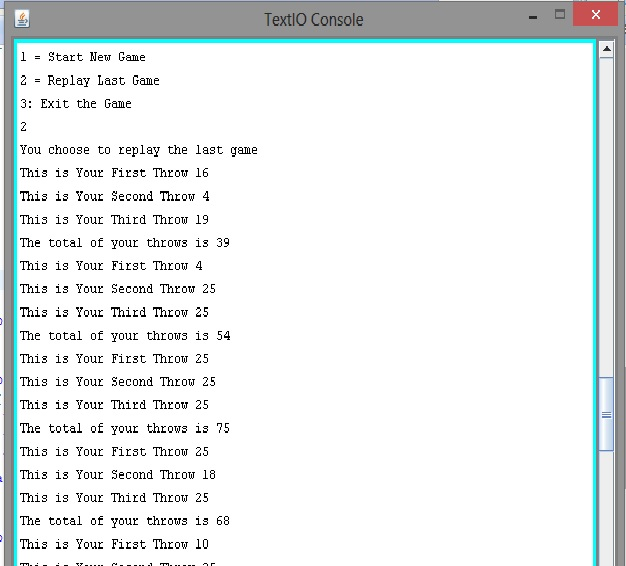 TextIO Console
1 = Start New Game
2 = Replay Last Game
3: Exit the Game
2
You choose to replay the last game
This is Your First Throw 16
This is Your Second Throw 4
This is Your Third Throw 19
The total of your throws is 39
This is Your First Throw 4
This is Your Second Throw 25
This is Your Third Throw 25
The total of your throws is 54
This is Your First Throw 25
This is Your Second Throw 25
This is Your Third Throw 25
The total of your throws is 75
This is Your First Throw 25
This is Your Second Throw 18
This is Your Third Throw 25
The total of your throws is 68
This is Your First Throw 10
This is Your Second Throw 25